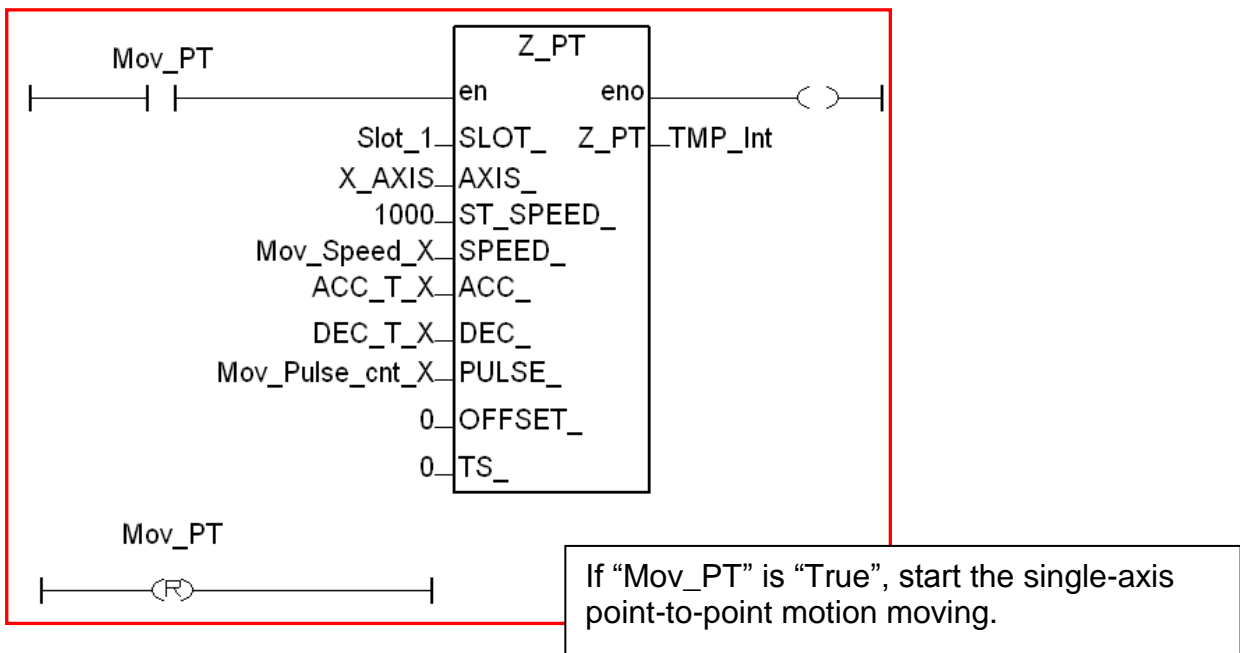 Mov_PT
Z_PT
en eno
Slot_1 SLOT_ Z_PT TMP_Int
X_AXIS AXIS_
1000 ST_SPEED_
Mov_Speed_X SPEED_
ACC_T_X ACC_
DEC_T_X DEC_
Mov_Pulse_cnt_X PULSE_
0 OFFSET_
0 TS_
Mov_PT
R
If “Mov_PT” is “True”, start the single-axis
point-to-point motion moving.